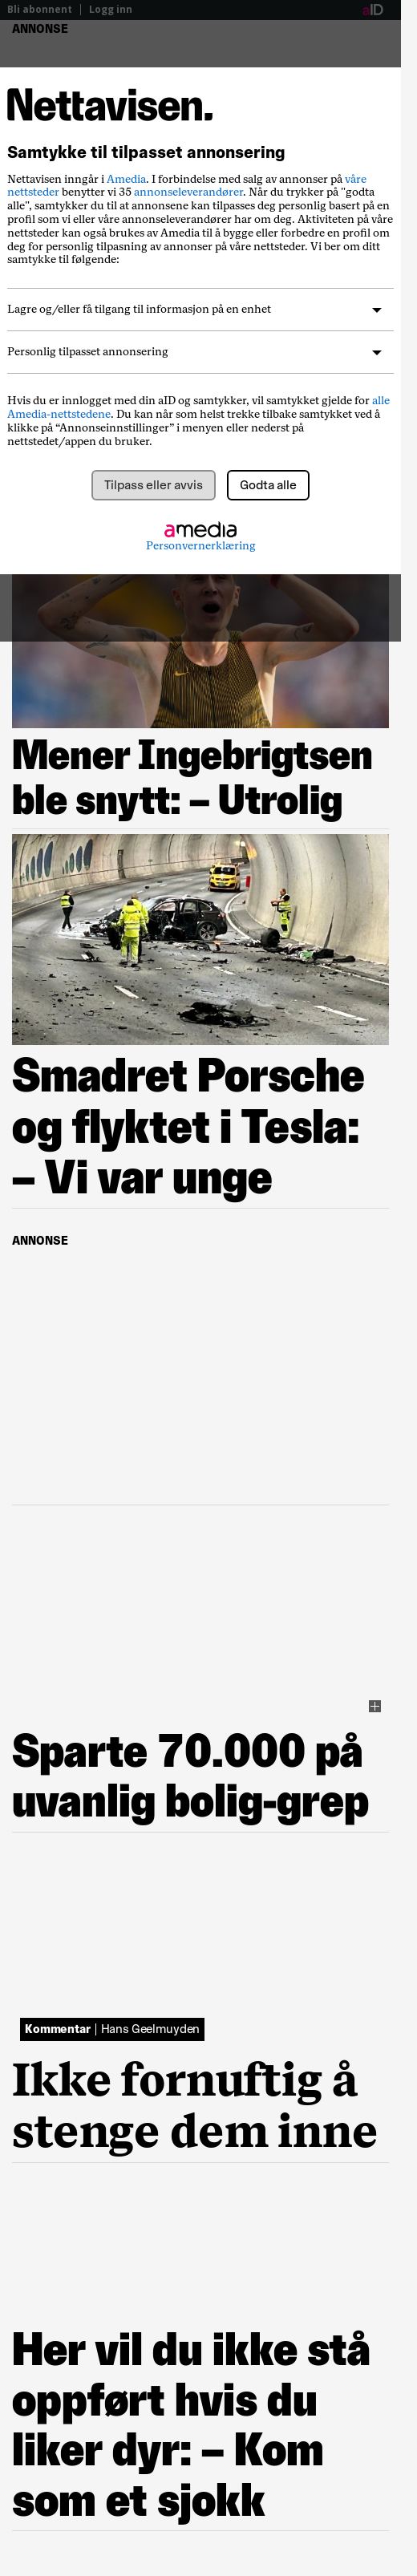 Bli abonnent | Logg inn
aID
ANNONSE
Nettavisen.
Samtykke til tilpasset annonsering
Nettavisen inngår i Amedia. I forbindelse med salg av annonser på våre
nettsteder benytter vi 35 annonseleverandører. Når du trykker på "godta
alle", samtykker du til at annonsene kan tilpasses deg personlig basert på en
profil som vi eller våre annonseleverandører har om deg. Aktiviteten på våre
nettsteder kan også brukes av Amedia til å bygge eller forbedre en profil om
deg for personlig tilpasning av annonser på våre nettsteder. Vi ber om ditt
samtykke til følgende:
Lagre og/eller få tilgang til informasjon på en enhet
Personlig tilpasset annonsering
Hvis du er innlogget med din aID og samtykker, vil samtykket gjelde for alle
Amedia-nettstedene. Du kan når som helst trekke tilbake samtykket ved å
klikke på “Annonseinnstillinger” i menyen eller nederst på
nettstedet/appen du bruker.
Tilpass eller avvis
Godta alle
amedia
Personvernerklæring
Mener Ingebrigtsen
ble snytt: – Utrolig
Smadret Porsche
og flyktet i Tesla:
– Vi var unge
ANNONSE
Sparte 70.000 på
uvanlig bolig-grep
Kommentar | Hans Geelmuyden
Ikke fornuftig å
stenge dem inne
Her vil du ikke stå
oppført hvis du
liker dyr: – Kom
som et sjokk